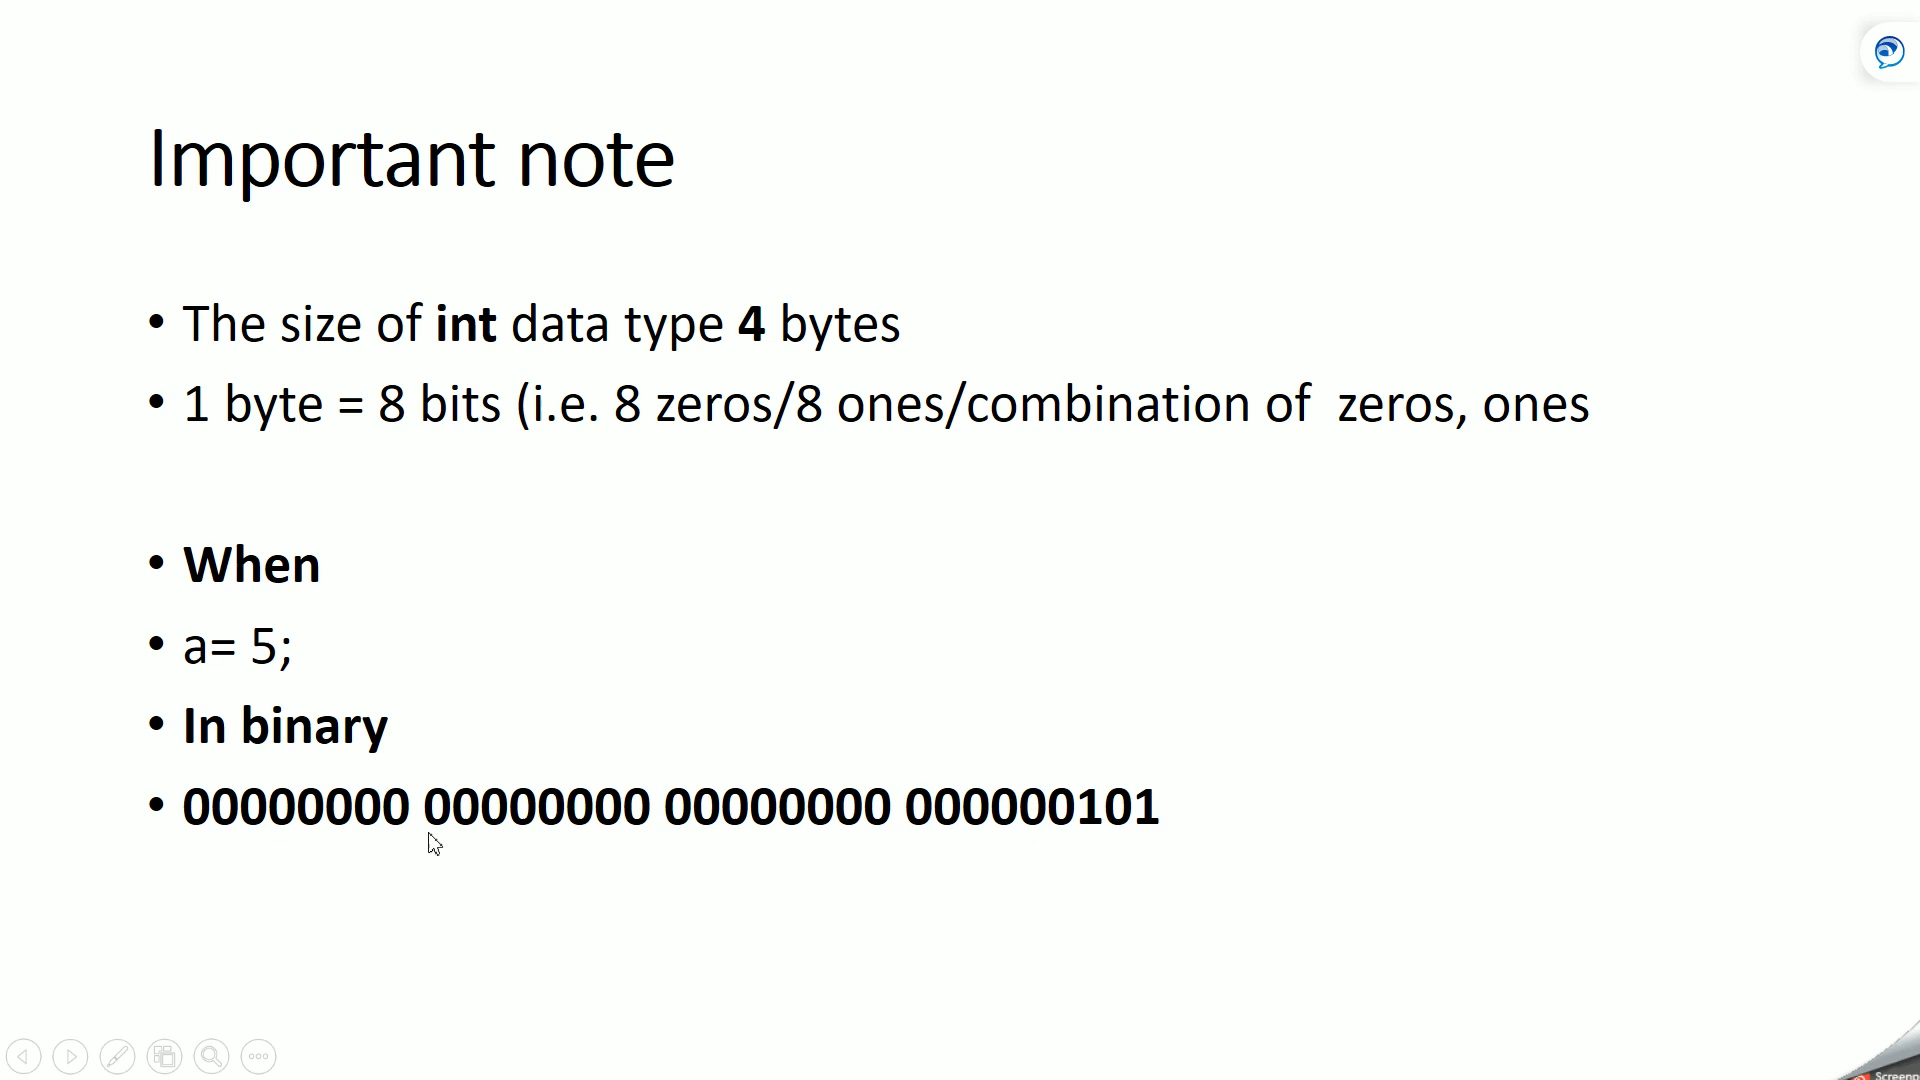 Important note
• The size of int data type 4 bytes
• 1 byte = 8 bits (i.e. 8 zeros/8 ones/combination of  zeros, ones
• When
• a= 5;
• In binary
• 00000000 00000000 00000000 000000101